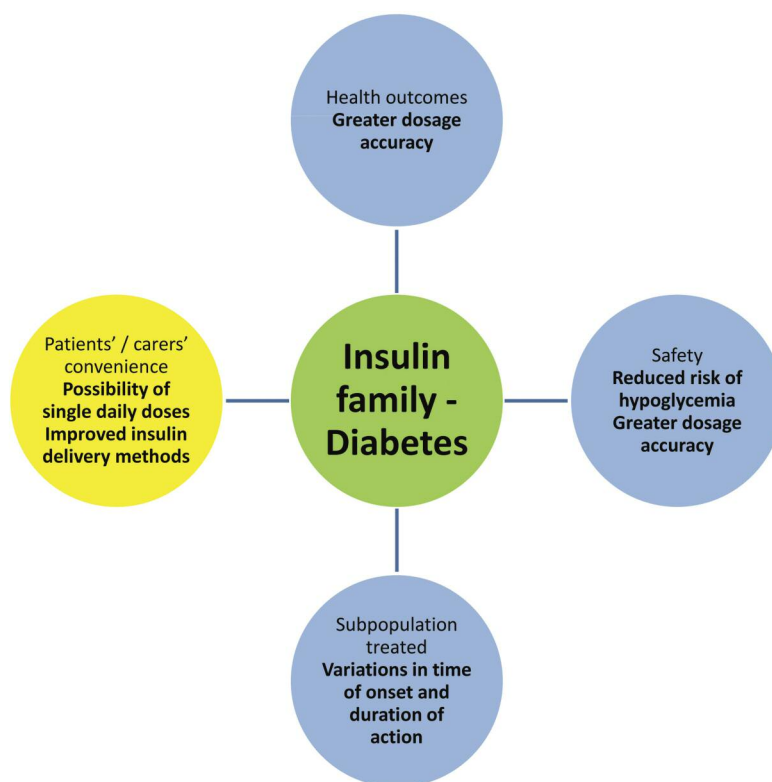 Health outcomes
Greater dosage
accuracy
Patients’ / carers’
convenience
Possibility of
single daily doses
Improved insulin
delivery methods
Insulin
family -
Diabetes
Safety
Reduced risk of
hypoglycemia
Greater dosage
accuracy
Subpopulation
treated
Variations in time
of onset and
duration of
action